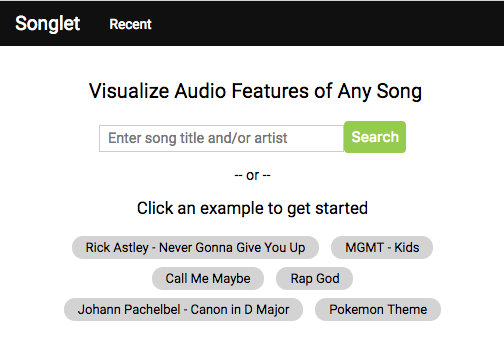 Songlet Recent
Visualize Audio Features of Any Song
Enter song title and/or artist Search
-- or --
Click an example to get started
Rick Astley - Never Gonna Give You Up MGMT - Kids
Call Me Maybe Rap God
Johann Pachelbel - Canon in D Major Pokemon Theme